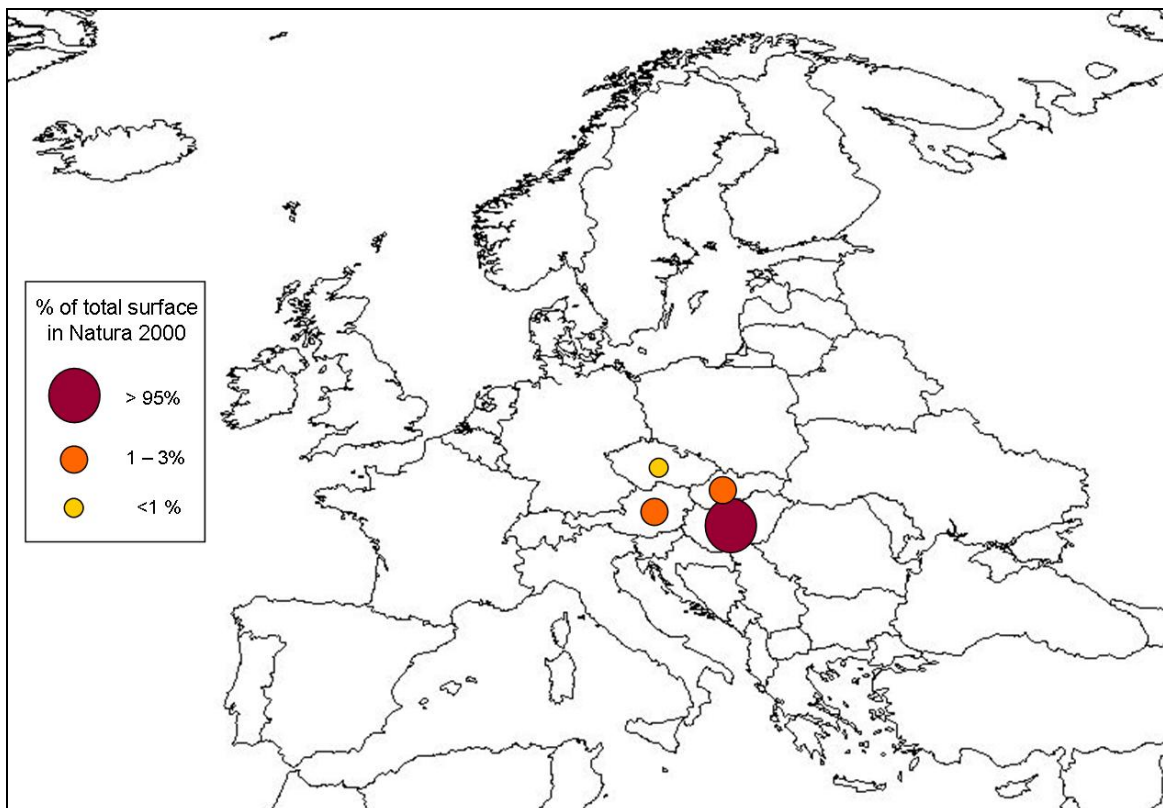 % of total surface
in Natura 2000
> 95%
1 – 3%
<1 %